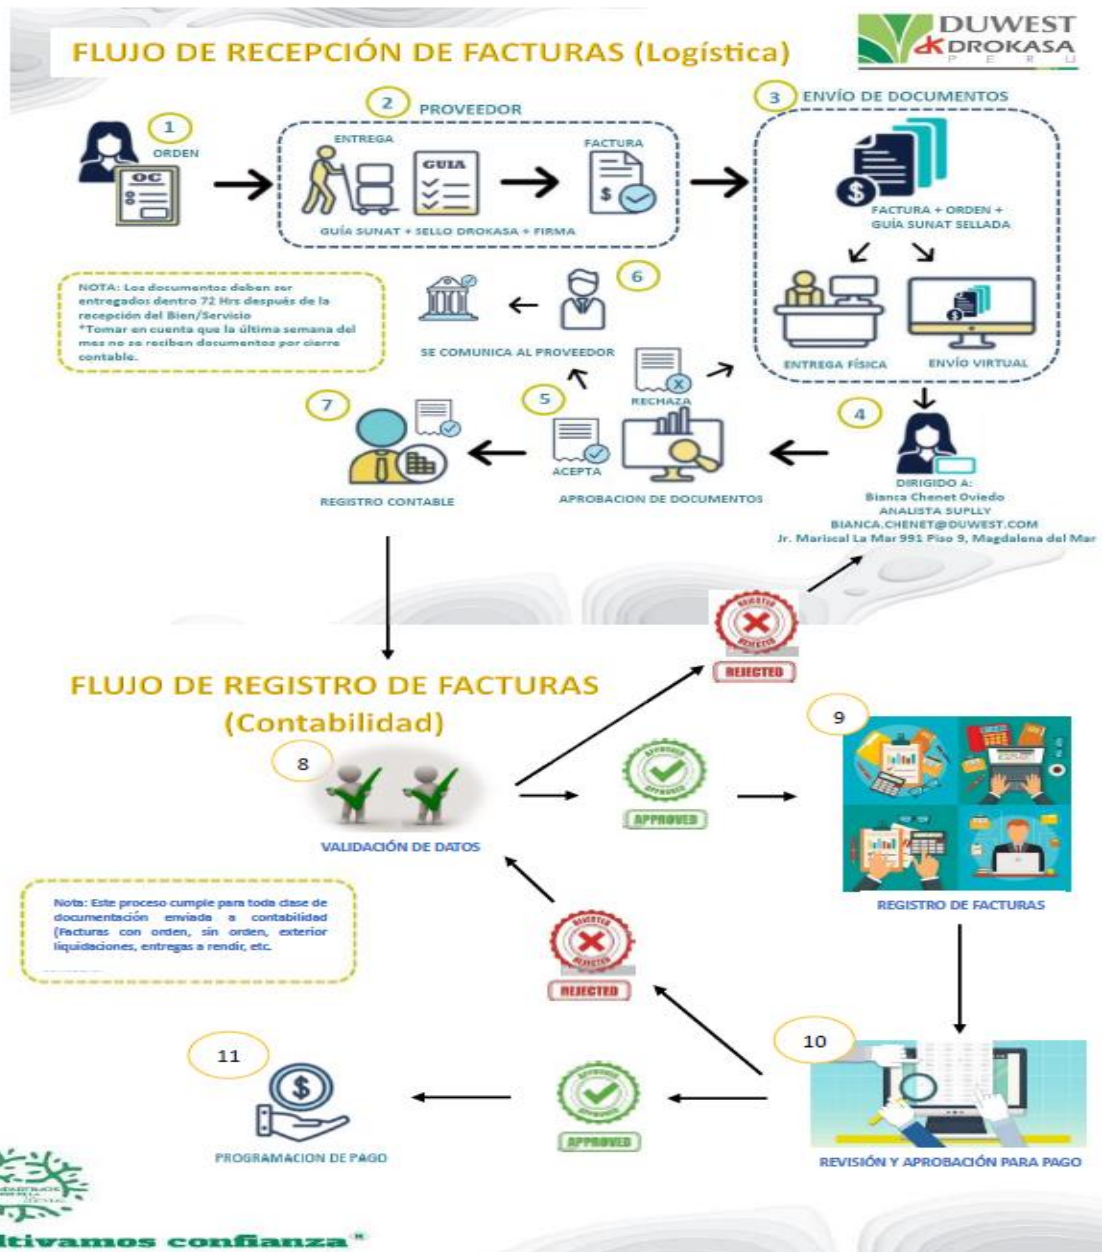 FLUJO DE RECEPCIÓN DE FACTURAS (Logística)
DUWEST
DROKASA
PERU
1
ORDEN
OC
2
PROVEEDOR
ENTREGA
GUIA
FACTURA
$
GUÍA SUNAT + SELLO DROKASA + FIRMA
3
ENVÍO DE DOCUMENTOS
$
FACTURA + ORDEN +
GUÍA SUNAT SELLADA
ENTREGA FÍSICA
ENVÍO VIRTUAL
NOTA: Los documentos deben ser
entregados dentro 72 Hrs después de la
recepción del Bien/Servicio
*Tomar en cuenta que la última semana del
mes no se reciben documentos por cierre
contable.
6
SE COMUNICA AL PROVEEDOR
X
RECHAZA
4
DIRIGIDO A:
Bianca Chenet Oviedo
ANALISTA SUPLLY
BIANCA.CHENET@DUWEST.COM
Jr. Mariscal La Mar 991 Piso 9, Magdalena del Mar
5
ACEPTA
APROBACION DE DOCUMENTOS
7
REGISTRO CONTABLE
REJECTED
REJECTED
REJECTED
FLUJO DE REGISTRO DE FACTURAS
(Contabilidad)
8
VALIDACIÓN DE DATOS
APPROVED
APPROVED
APPROVED
9
REGISTRO DE FACTURAS
Nota: Este proceso cumple para toda clase de
documentación enviada a contabilidad
(Facturas con orden, sin orden, exterior
liquidaciones, entregas a rendir, etc.
REJECTED
REJECTED
REJECTED
10
REVISIÓN Y APROBACIÓN PARA PAGO
APPROVED
APPROVED
APPROVED
11
$
PROGRAMACION DE PAGO
ltivamos confianza®